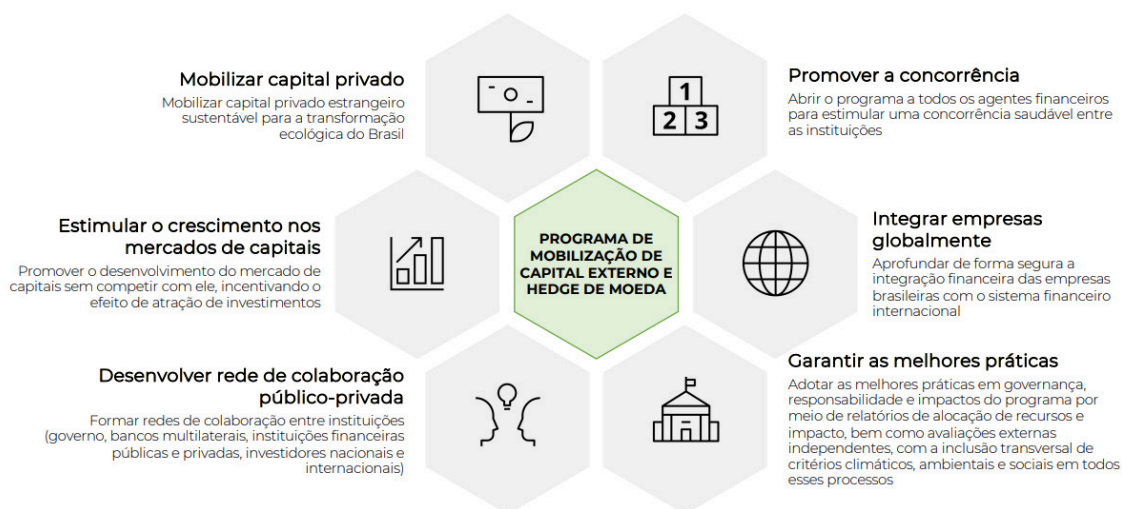 Mobilizar capital privado
Mobilizar capital privado estrangeiro
sustentável para a transformação
ecológica do Brasil
1
2 3
Promover a concorrência
Abrir o programa a todos os agentes financeiros
para estimular uma concorrência saudável entre
as instituições
Estimular o crescimento nos
mercados de capitais
Promover o desenvolvimento do mercado de
capitais sem competir com ele, incentivando o
efeito de atração de investimentos
PROGRAMA DE
MOBILIZAÇÃO DE
CAPITAL EXTERNO E
HEDGE DE MOEDA
Integrar empresas
globalmente
Aprofundar de forma segura a
integração financeira das empresas
brasileiras com o sistema financeiro
internacional
Desenvolver rede de colaboração
público-privada
Formar redes de colaboração entre instituições
(governo, bancos multilaterais, instituições financeiras
públicas e privadas, investidores nacionais e
internacionais)
Garantir as melhores práticas
Adotar as melhores práticas em governança,
responsabilidade e impactos do programa por
meio de relatórios de alocação de recursos e
impacto, bem como avaliações externas
independentes, com a inclusão transversal de
critérios climáticos, ambientais e sociais em todos
esses processos